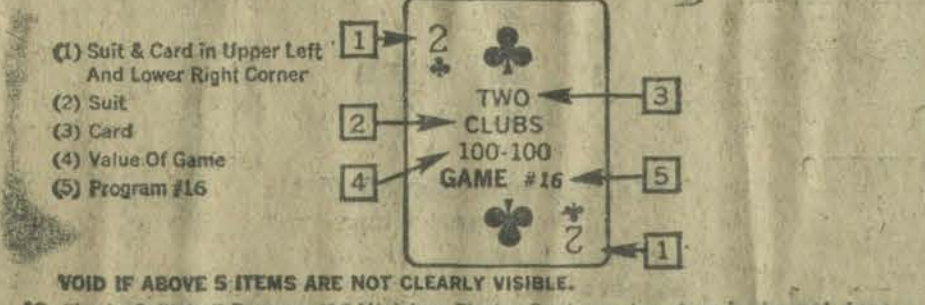 (1) Suit & Card in Upper Left
And Lower Right Corner
(2) Suit
(3) Card
(4) Value Of Game
(5) Program #16
1
2
4
2
TWO
CLUBS
100-100
GAME #16
2
3
5
1
VOID IF ABOVE 5 ITEMS ARE NOT CLEARLY VISIBLE.